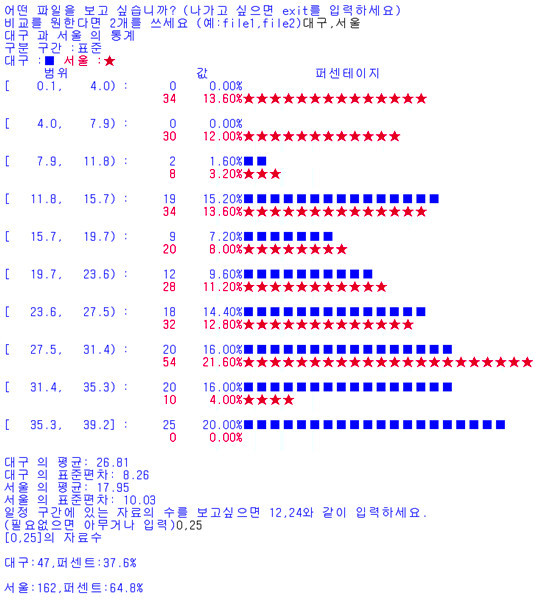 어떤 파일을 보고 싶습니까? (나가고 싶으면 exit를 입력하세요)
비교를 원한다면 2개를 쓰세요 (예:file1,file2)대구,서울
대구 과 서울 의 통계
구분 구간 :표준
대구 :■ 서울 :★
범위 값 퍼센테이지
[ 0.1, 4.0) : 0 0.00%
34 13.60%★★★★★★★★★★★★★★
[ 4.0, 7.9) : 0 0.00%
30 12.00%★★★★★★★★★★★★
[ 7.9, 11.8) : 2 1.60%■■
8 3.20%★★★
[ 11.8, 15.7) : 19 15.20%■■■■■■■■■■■■■■■
34 13.60%★★★★★★★★★★★★★★
[ 15.7, 19.7) : 9 7.20%■■■■■■■
20 8.00%★★★★★★★★
[ 19.7, 23.6) : 12 9.60%■■■■■■■■■■
28 11.20%★★★★★★★★★★★
[ 23.6, 27.5) : 18 14.40%■■■■■■■■■■■■■■
32 12.80%★★★★★★★★★★★★★
[ 27.5, 31.4) : 20 16.00%■■■■■■■■■■■■■■■■
54 21.60%★★★★★★★★★★★★★★★★★★★★★★
[ 31.4, 35.3) : 20 16.00%■■■■■■■■■■■■■■■■
10 4.00%★★★★
[ 35.3, 39.2] : 25 20.00%■■■■■■■■■■■■■■■■■■■■
0 0.00%
대구 의 평균: 26.81
대구 의 표준편차: 8.26
서울 의 평균: 17.95
서울 의 표준편차: 10.03
일정 구간에 있는 자료의 수를 보고싶으면 12,24와 같이 입력하세요.
(필요없으면 아무거나 입력)0,25
[0,25]의 자료수
대구:47,퍼센트:37.6%
서울:162,퍼센트:64.8%